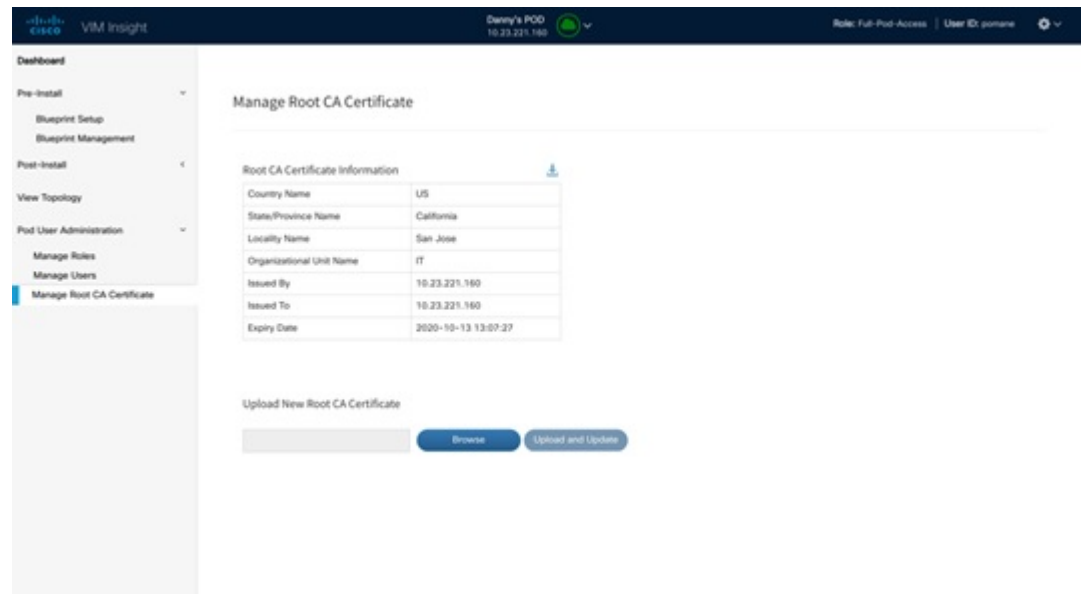 CISCO VIM Insight
Danny's POD
10.23.221.160
Role: Full-Pod-Access | User ID: pomane
Dashboard
Pre-Install
Blueprint Setup
Blueprint Management
Post-Install
View Topology
Pod User Administration
Manage Roles
Manage Users
Manage Root CA Certificate
Manage Root CA Certificate
Root CA Certificate Information
Country Name US
State/Province Name California
Locality Name San Jose
Organizational Unit Name IT
Issued By 10.23.221.160
Issued To 10.23.221.160
Expiry Date 2020-10-13 13:07:27
Upload New Root CA Certificate
Browse Upload and Update